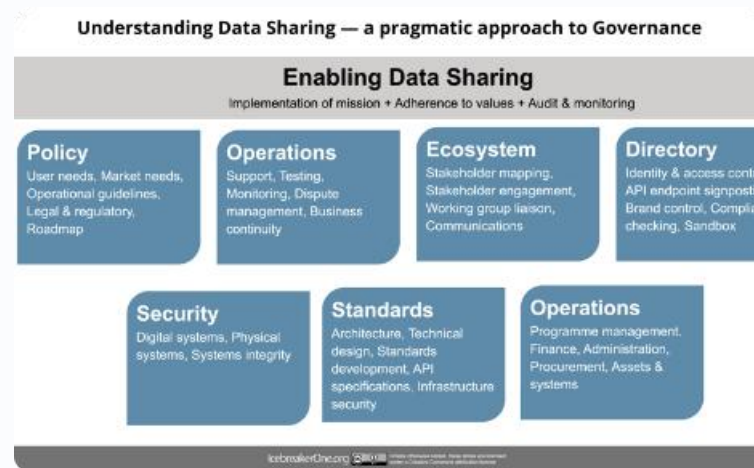 Understanding Data Sharing — a pragmatic approach to Governance
Enabling Data Sharing
Implementation of mission + Adherence to values + Audit & monitoring
Policy
User needs, Market needs,
Operational guidelines,
Legal & regulatory,
Roadmap
Operations
Support, Testing,
Monitoring, Dispute
management, Business
continuity
Ecosystem
Stakeholder mapping,
Stakeholder engagement,
Working group liaison,
Communications
Directory
Identity & access
API endpoint
Brand control,
checking, Sandbox
Security
Digital systems, Physical
systems, Systems integrity
Standards
Architecture, Technical
design, Standards
development, API
specifications, Infrastructure
security
Operations
Programme management,
Finance, Administration,
Procurement, Assets &
systems
IcebreakerOne.org